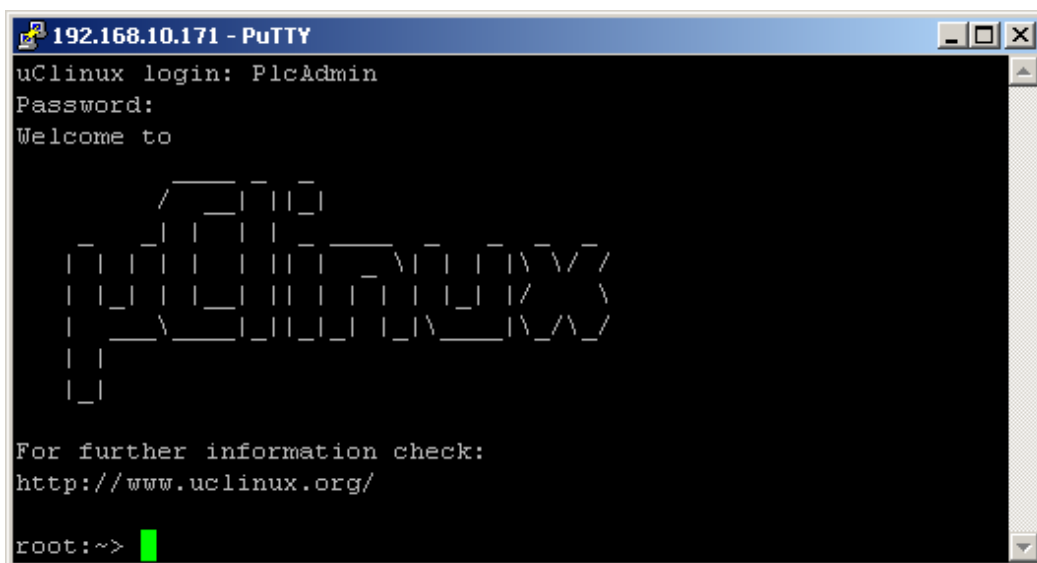 192.168.10.171 - PuTTY
uClinux login: PlcAdmin
Password:
Welcome to
µClinux
For further information check:
http://www.uclinux.org/
root:~>